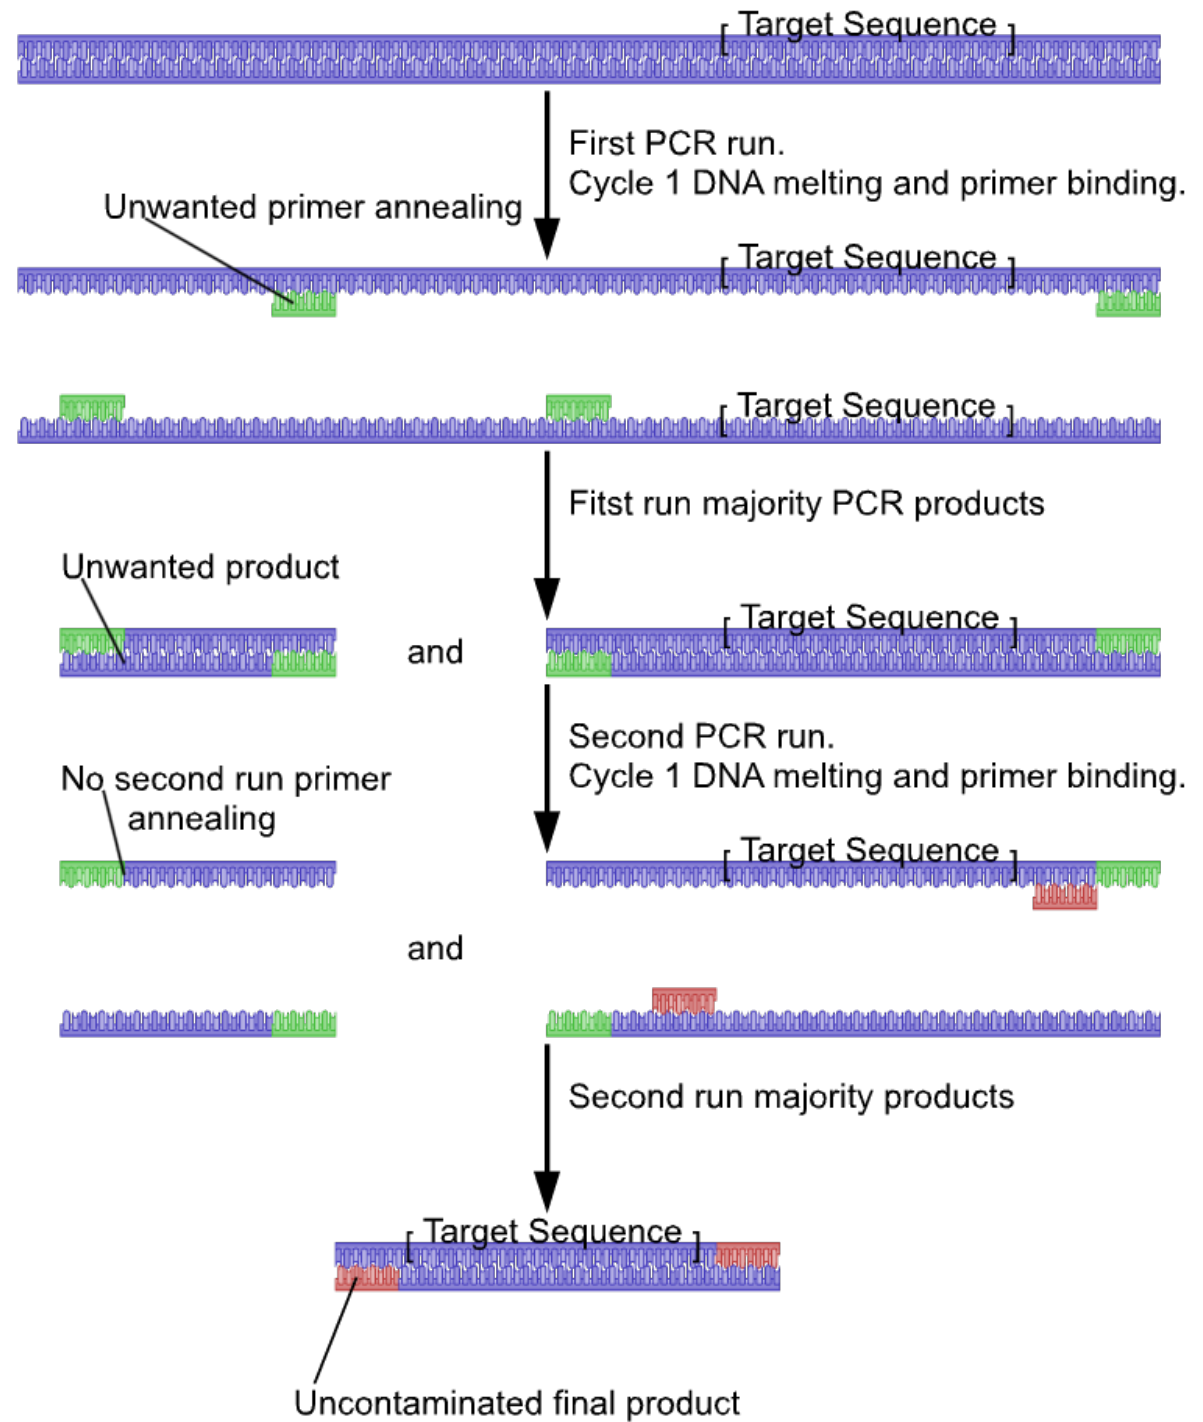 [ Target Sequence ]
First PCR run.
Cycle 1 DNA melting and primer binding.
Unwanted primer annealing
[ Target Sequence ]
[ Target Sequence ]
Fitst run majority PCR products
Unwanted product
[ Target Sequence ]
and
Second PCR run.
Cycle 1 DNA melting and primer binding.
No second run primer
annealing
[ Target Sequence ]
and
Second run majority products
[ Target Sequence ]
Uncontaminated final product